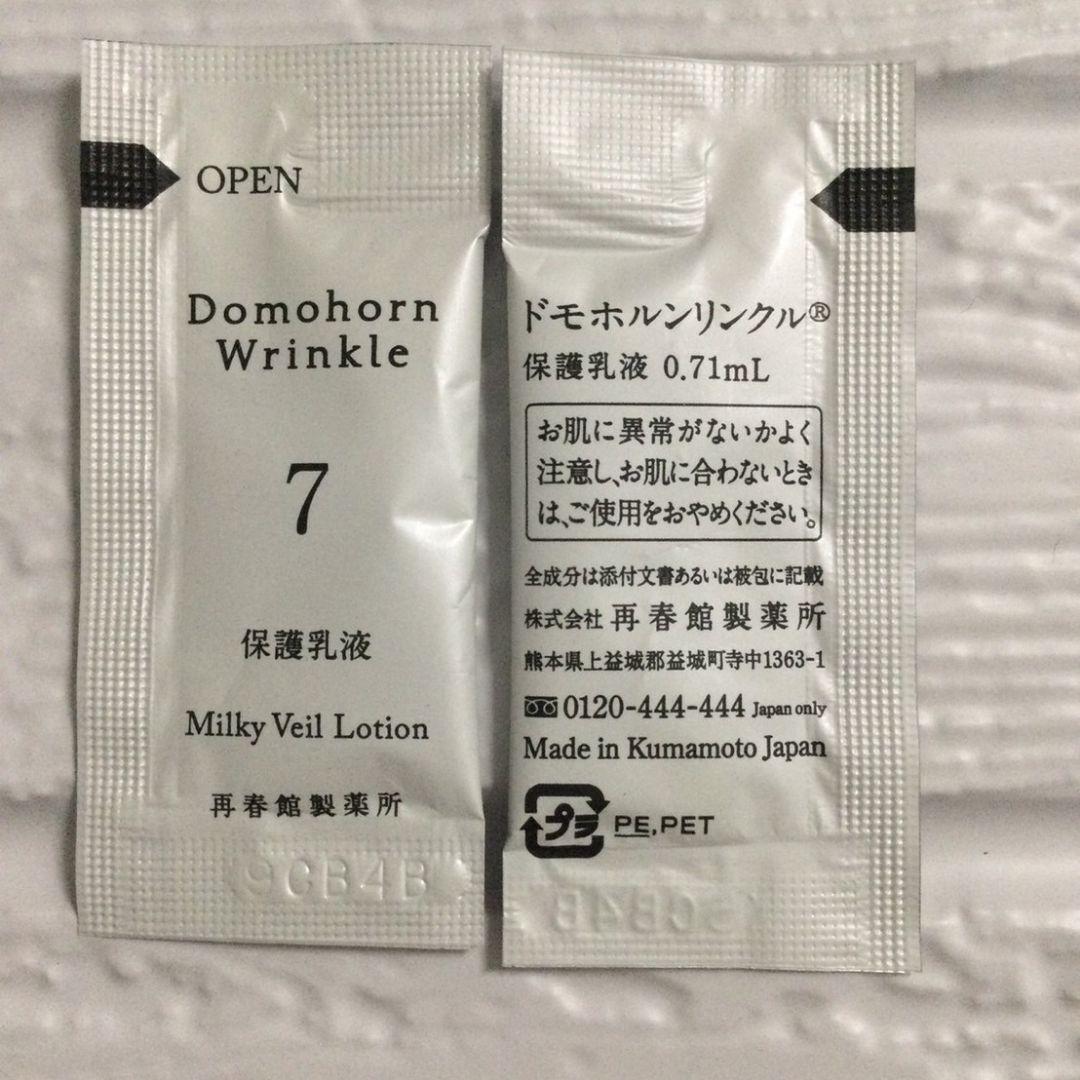 OPEN
Domohorn
Wrinkle
7
保護乳液
Milky Veil Lotion
再春館製薬所
9CB4B
ドモホルンリンクル®
保護乳液 0.71mL
お肌に異常がないかよく
注意し、お肌に合わないとき
は、ご使用をおやめください。
全成分は添付文書あるいは被包に記載
株式会社 再春館製薬所
熊本県上益城郡益城町寺中1363-1
0120-444-444 Japan only
Made in Kumamoto Japan
プラ PE,PET